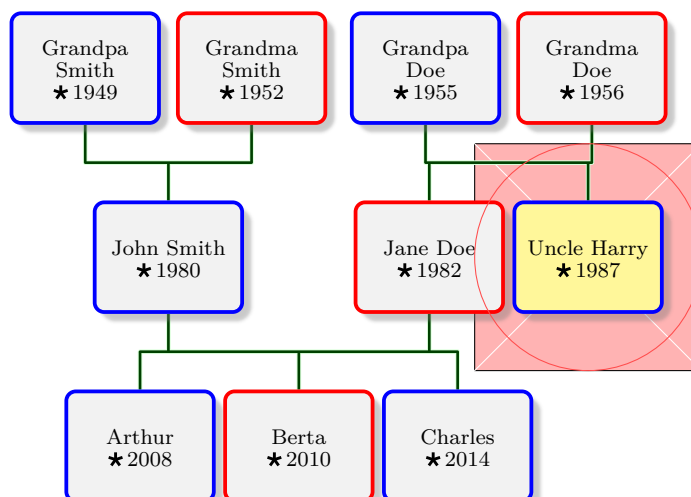 Grandpa
Smith
★1949
Grandma
Smith
★1952
Grandpa
Doe
★1955
Grandma
Doe
★1956
John Smith
★1980
Jane Doe
★1982
Uncle Harry
★1987
Arthur
★2008
Berta
★2010
Charles
★2014